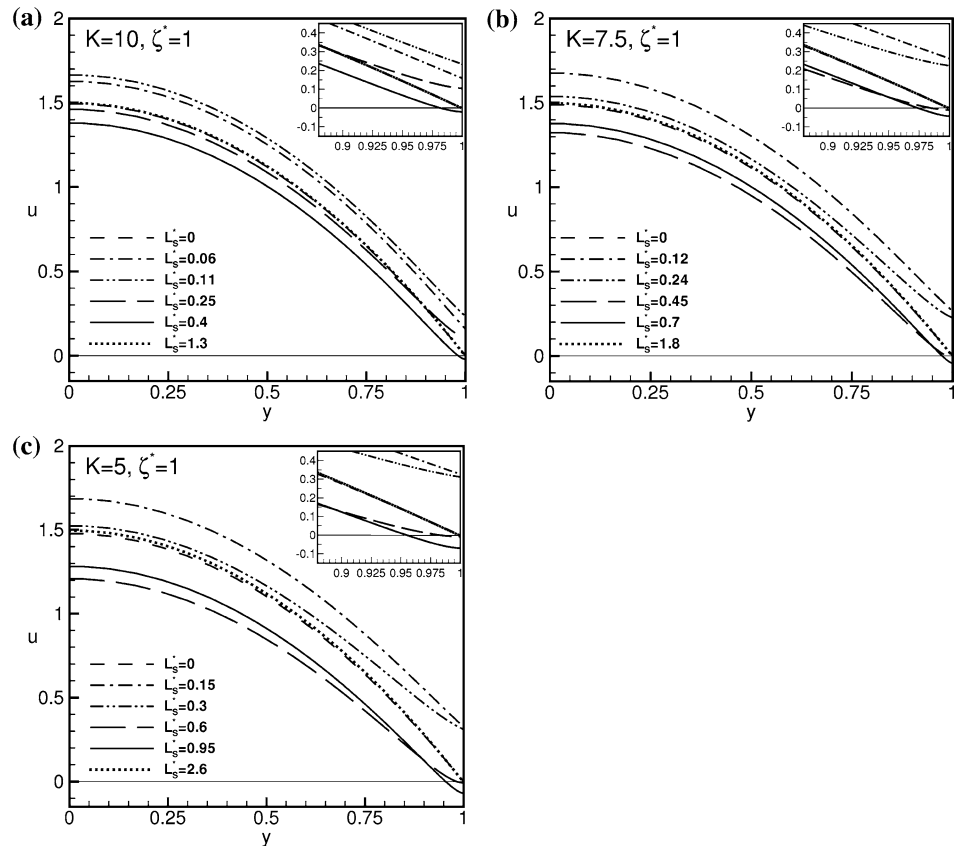 (a)
K=10, ζ*=1
2
1.5
1
0.5
0
u
0
0.25
0.5
0.75
1
y
L*s=0
L*s=0.06
L*s=0.11
L*s=0.25
L*s=0.4
L*s=1.3
0.4
0.3
0.2
0.1
0
-0.1
0.9
0.925
0.95
0.975
1
(b)
K=7.5, ζ*=1
2
1.5
1
0.5
0
u
0
0.25
0.5
0.75
1
y
L*s=0
L*s=0.12
L*s=0.24
L*s=0.45
L*s=0.7
L*s=1.8
0.4
0.3
0.2
0.1
0
-0.1
0.9
0.925
0.95
0.975
1
(c)
K=5, ζ*=1
2
1.5
1
0.5
0
u
0
0.25
0.5
0.75
1
y
L*s=0
L*s=0.15
L*s=0.3
L*s=0.6
L*s=0.95
L*s=2.6
0.4
0.3
0.2
0.1
0
-0.1
0.9
0.925
0.95
0.975
1